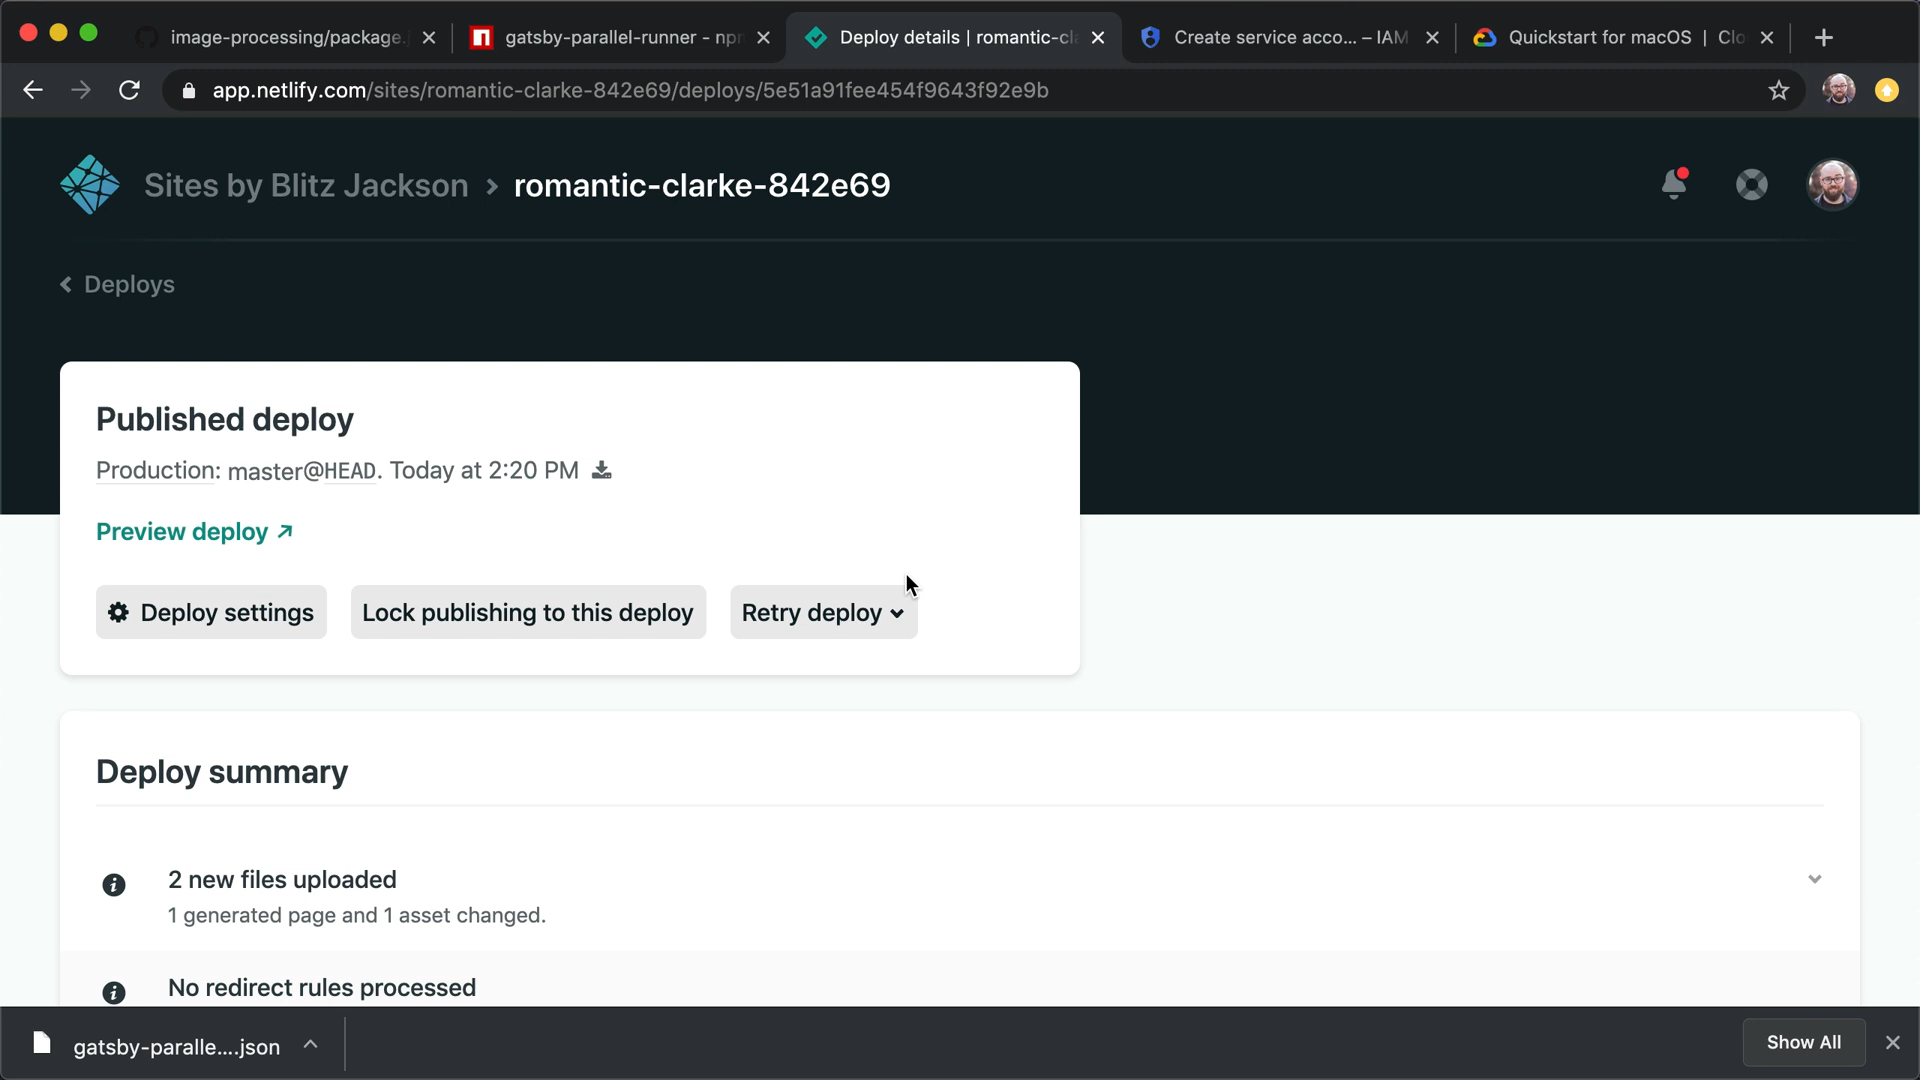 image-processing/package.
gatsby-parallel-runner - npm
Deploy details | romantic-cla
Create service acco... – IAM
Quickstart for macOS | Clo
app.netlify.com/sites/romantic-clarke-842e69/deploys/5e51a91fee454f9643f92e9b
Sites by Blitz Jackson > romantic-clarke-842e69
Deploys
Published deploy
Production: master@HEAD. Today at 2:20 PM
Preview deploy
Deploy settings
Lock publishing to this deploy
Retry deploy
Deploy summary
2 new files uploaded
1 generated page and 1 asset changed.
No redirect rules processed
gatsby-paralle....json
Show All